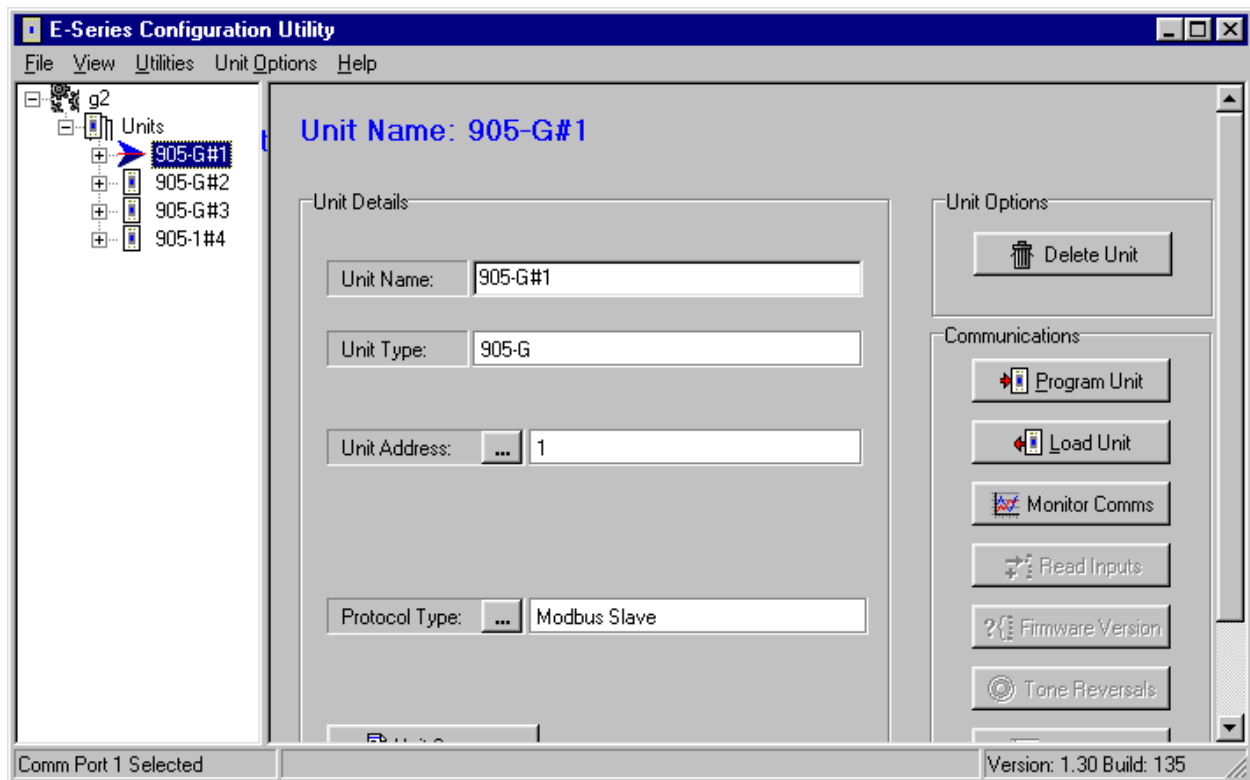 E-Series Configuration Utility
File View Utilities Unit Options Help
g2
Units
905-G#1
905-G#2
905-G#3
905-1#4
Unit Name: 905-G#1
Unit Details
Unit Name: 905-G#1
Unit Type: 905-G
Unit Address: ... 1
Protocol Type: ... Modbus Slave
Unit Options
Delete Unit
Communications
Program Unit
Load Unit
Monitor Comms
Read Inputs
Firmware Version
Tone Reversals
Comm Port 1 Selected
Version: 1.30 Build: 135